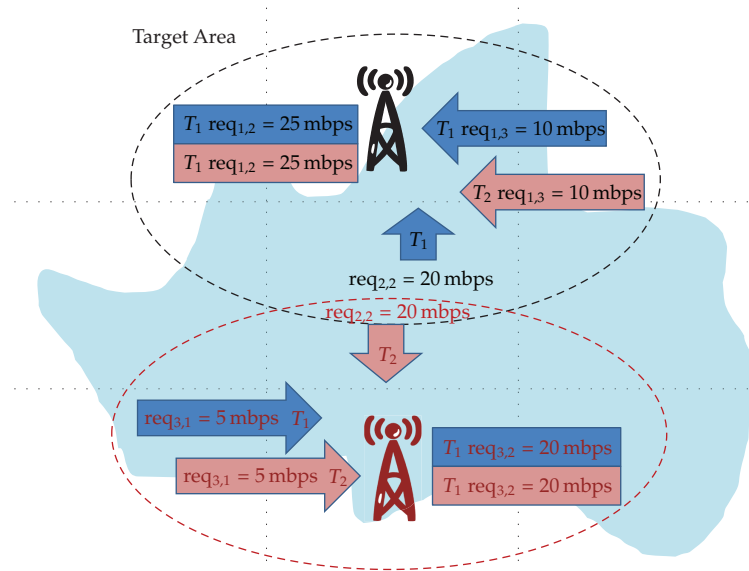 Target Area
T₁ req₁,₂ = 25 mbps
T₁ req₁,₂ = 25 mbps
T₁ req₁,₃ = 10 mbps
T₂ req₁,₃ = 10 mbps
T₁
req₂,₂ = 20 mbps
req₂,₂ = 20 mbps
T₂
req₃,₁ = 5 mbps T₁
req₃,₁ = 5 mbps T₂
T₁ req₃,₂ = 20 mbps
T₁ req₃,₂ = 20 mbps